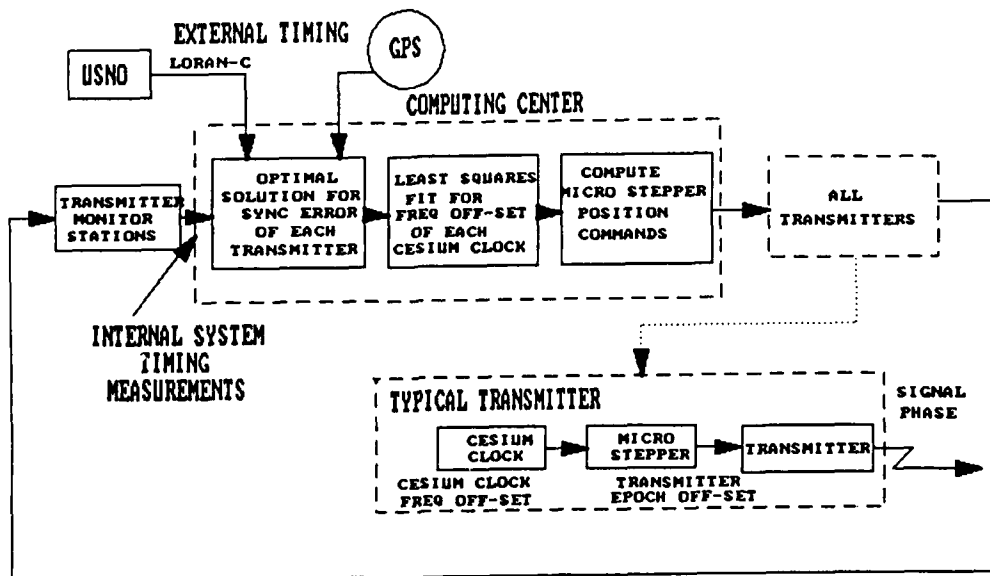 EXTERNAL TIMING
USNO
LORAN-C
GPS
COMPUTING CENTER
TRANSMITTER
MONITOR
STATIONS
OPTIMAL
SOLUTION FOR
SYNC ERROR
OF EACH
TRANSMITTER
LEAST SQUARES
FIT FOR
FREQ OFF-SET
OF EACH
CESIUM CLOCK
COMPUTE
MICRO STEPPER
POSITION
COMMANDS
ALL
TRANSMITTERS
INTERNAL SYSTEM
TIMING
MEASUREMENTS
TYPICAL TRANSMITTER
CESIUM
CLOCK
MICRO
STEPPER
TRANSMITTER
CESIUM CLOCK
FREQ OFF-SET
TRANSMITTER
EPOCH OFF-SET
SIGNAL
PHASE